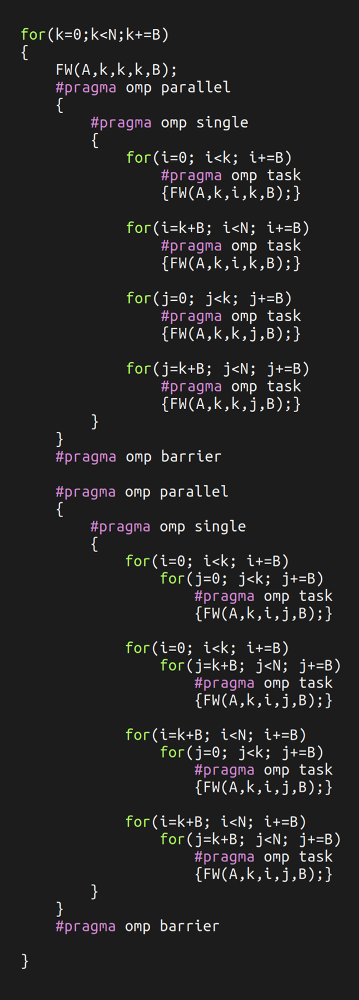 for(k=0;k<N;k+=B)
{
    FW(A,k,k,k,B);
    #pragma omp parallel
    {
        #pragma omp single
        {
            for(i=0; i<k; i+=B)
                #pragma omp task
                {FW(A,k,i,k,B);}

            for(i=k+B; i<N; i+=B)
                #pragma omp task
                {FW(A,k,i,k,B);}

            for(j=0; j<k; j+=B)
                #pragma omp task
                {FW(A,k,k,j,B);}

            for(j=k+B; j<N; j+=B)
                #pragma omp task
                {FW(A,k,k,j,B);}
        }
    }
    #pragma omp barrier

    #pragma omp parallel
    {
        #pragma omp single
        {
            for(i=0; i<k; i+=B)
                for(j=0; j<k; j+=B)
                    #pragma omp task
                    {FW(A,k,i,j,B);}

            for(i=0; i<k; i+=B)
                for(j=k+B; j<N; j+=B)
                    #pragma omp task
                    {FW(A,k,i,j,B);}

            for(i=k+B; i<N; i+=B)
                for(j=0; j<k; j+=B)
                    #pragma omp task
                    {FW(A,k,i,j,B);}

            for(i=k+B; i<N; i+=B)
                for(j=k+B; j<N; j+=B)
                    #pragma omp task
                    {FW(A,k,i,j,B);}
        }
    }
    #pragma omp barrier

}